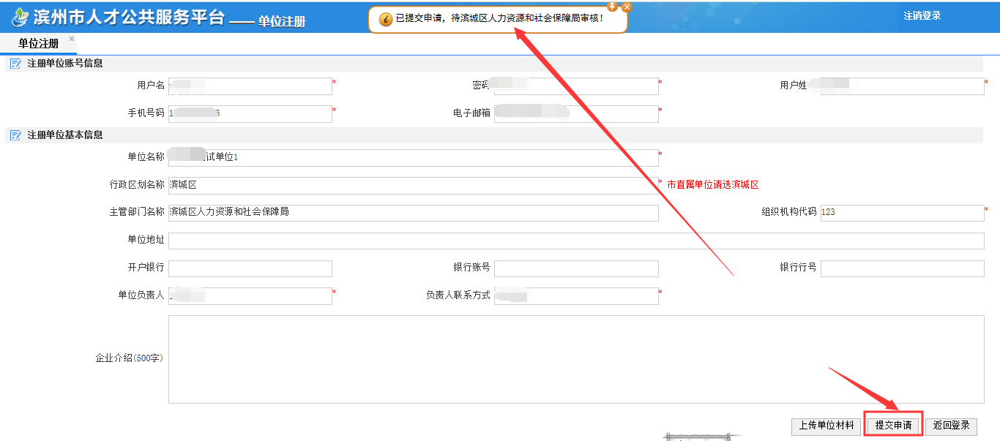 滨州市人才公共服务平台 —— 单位注册
已提交申请，待滨城区人力资源和社会保障局审核！
注销登录
单位注册
注册单位账号信息
用户名 * 密码 * 用户姓 *
手机号码 1 * 电子邮箱 *
注册单位基本信息
单位名称 试单位1 *
行政区划名称 滨城区 * 市直属单位请选滨城区
主管部门名称 滨城区人力资源和社会保障局 组织机构代码 123 *
单位地址
开户银行 银行账号 银行行号
单位负责人 * 负责人联系方式 *
企业介绍(500字)
上传单位材料 提交申请 返回登录